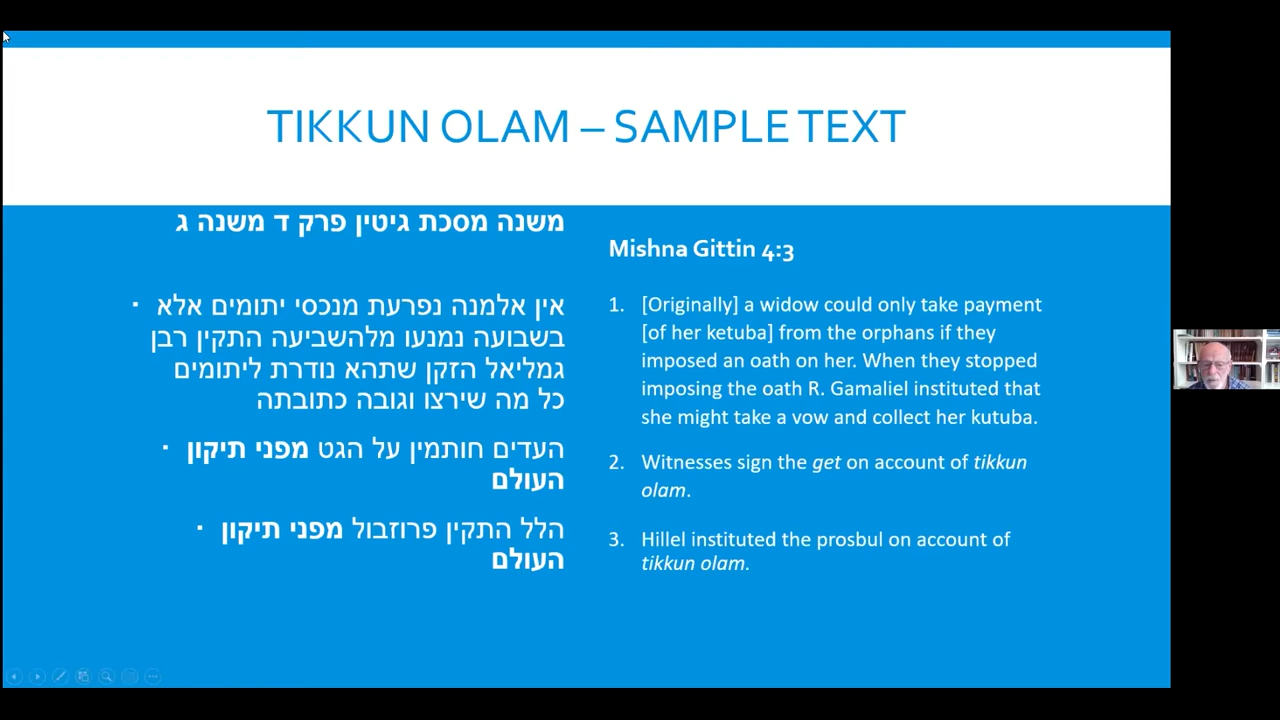 TIKKUN OLAM – SAMPLE TEXT
משנה מסכת גיטין פרק ד משנה ג
▪ אין אלמנה נפרעת מנכסי יתומים אלא
בשבועה נמנעו מלהשביעה התקין רבן
גמליאל הזקן שתהא נודרת ליתומים
כל מה שירצו וגובה כתובתה
▪ העדים חותמין על הגט מפני תיקון
העולם
▪ הלל התקין פרוזבול מפני תיקון
העולם
Mishna Gittin 4:3
1. [Originally] a widow could only take payment
[of her ketuba] from the orphans if they
imposed an oath on her. When they stopped
imposing the oath R. Gamaliel instituted that
she might take a vow and collect her kutuba.
2. Witnesses sign the get on account of tikkun
olam.
3. Hillel instituted the prosbul on account of
tikkun olam.